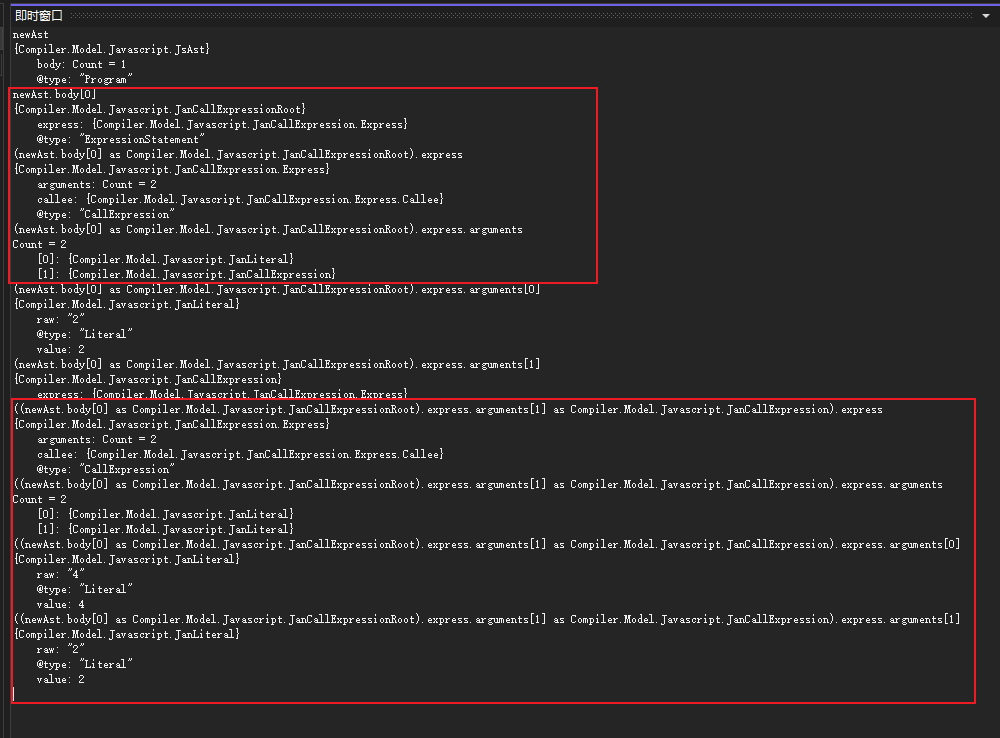 即时窗口
newAst
{Compiler.Model.Javascript.JsAst}
    body: Count = 1
    @type: "Program"
newAst.body[0]
{Compiler.Model.Javascript.JanCallExpressionRoot}
    express: {Compiler.Model.Javascript.JanCallExpression.Express}
    @type: "ExpressionStatement"
(newAst.body[0] as Compiler.Model.Javascript.JanCallExpressionRoot).express
{Compiler.Model.Javascript.JanCallExpression.Express}
    arguments: Count = 2
    callee: {Compiler.Model.Javascript.JanCallExpression.Express.Callee}
    @type: "CallExpression"
(newAst.body[0] as Compiler.Model.Javascript.JanCallExpressionRoot).express.arguments
Count = 2
    [0]: {Compiler.Model.Javascript.JanLiteral}
    [1]: {Compiler.Model.Javascript.JanCallExpression}
(newAst.body[0] as Compiler.Model.Javascript.JanCallExpressionRoot).express.arguments[0]
{Compiler.Model.Javascript.JanLiteral}
    raw: "2"
    @type: "Literal"
    value: 2
(newAst.body[0] as Compiler.Model.Javascript.JanCallExpressionRoot).express.arguments[1]
{Compiler.Model.Javascript.JanCallExpression}
    express: {Compiler.Model.Javascript.JanCallExpression.Express}
((newAst.body[0] as Compiler.Model.Javascript.JanCallExpressionRoot).express.arguments[1] as Compiler.Model.Javascript.JanCallExpression).express
{Compiler.Model.Javascript.JanCallExpression.Express}
    arguments: Count = 2
    callee: {Compiler.Model.Javascript.JanCallExpression.Express.Callee}
    @type: "CallExpression"
((newAst.body[0] as Compiler.Model.Javascript.JanCallExpressionRoot).express.arguments[1] as Compiler.Model.Javascript.JanCallExpression).express.arguments
Count = 2
    [0]: {Compiler.Model.Javascript.JanLiteral}
    [1]: {Compiler.Model.Javascript.JanLiteral}
((newAst.body[0] as Compiler.Model.Javascript.JanCallExpressionRoot).express.arguments[1] as Compiler.Model.Javascript.JanCallExpression).express.arguments[0]
{Compiler.Model.Javascript.JanLiteral}
    raw: "4"
    @type: "Literal"
    value: 4
((newAst.body[0] as Compiler.Model.Javascript.JanCallExpressionRoot).express.arguments[1] as Compiler.Model.Javascript.JanCallExpression).express.arguments[1]
{Compiler.Model.Javascript.JanLiteral}
    raw: "2"
    @type: "Literal"
    value: 2